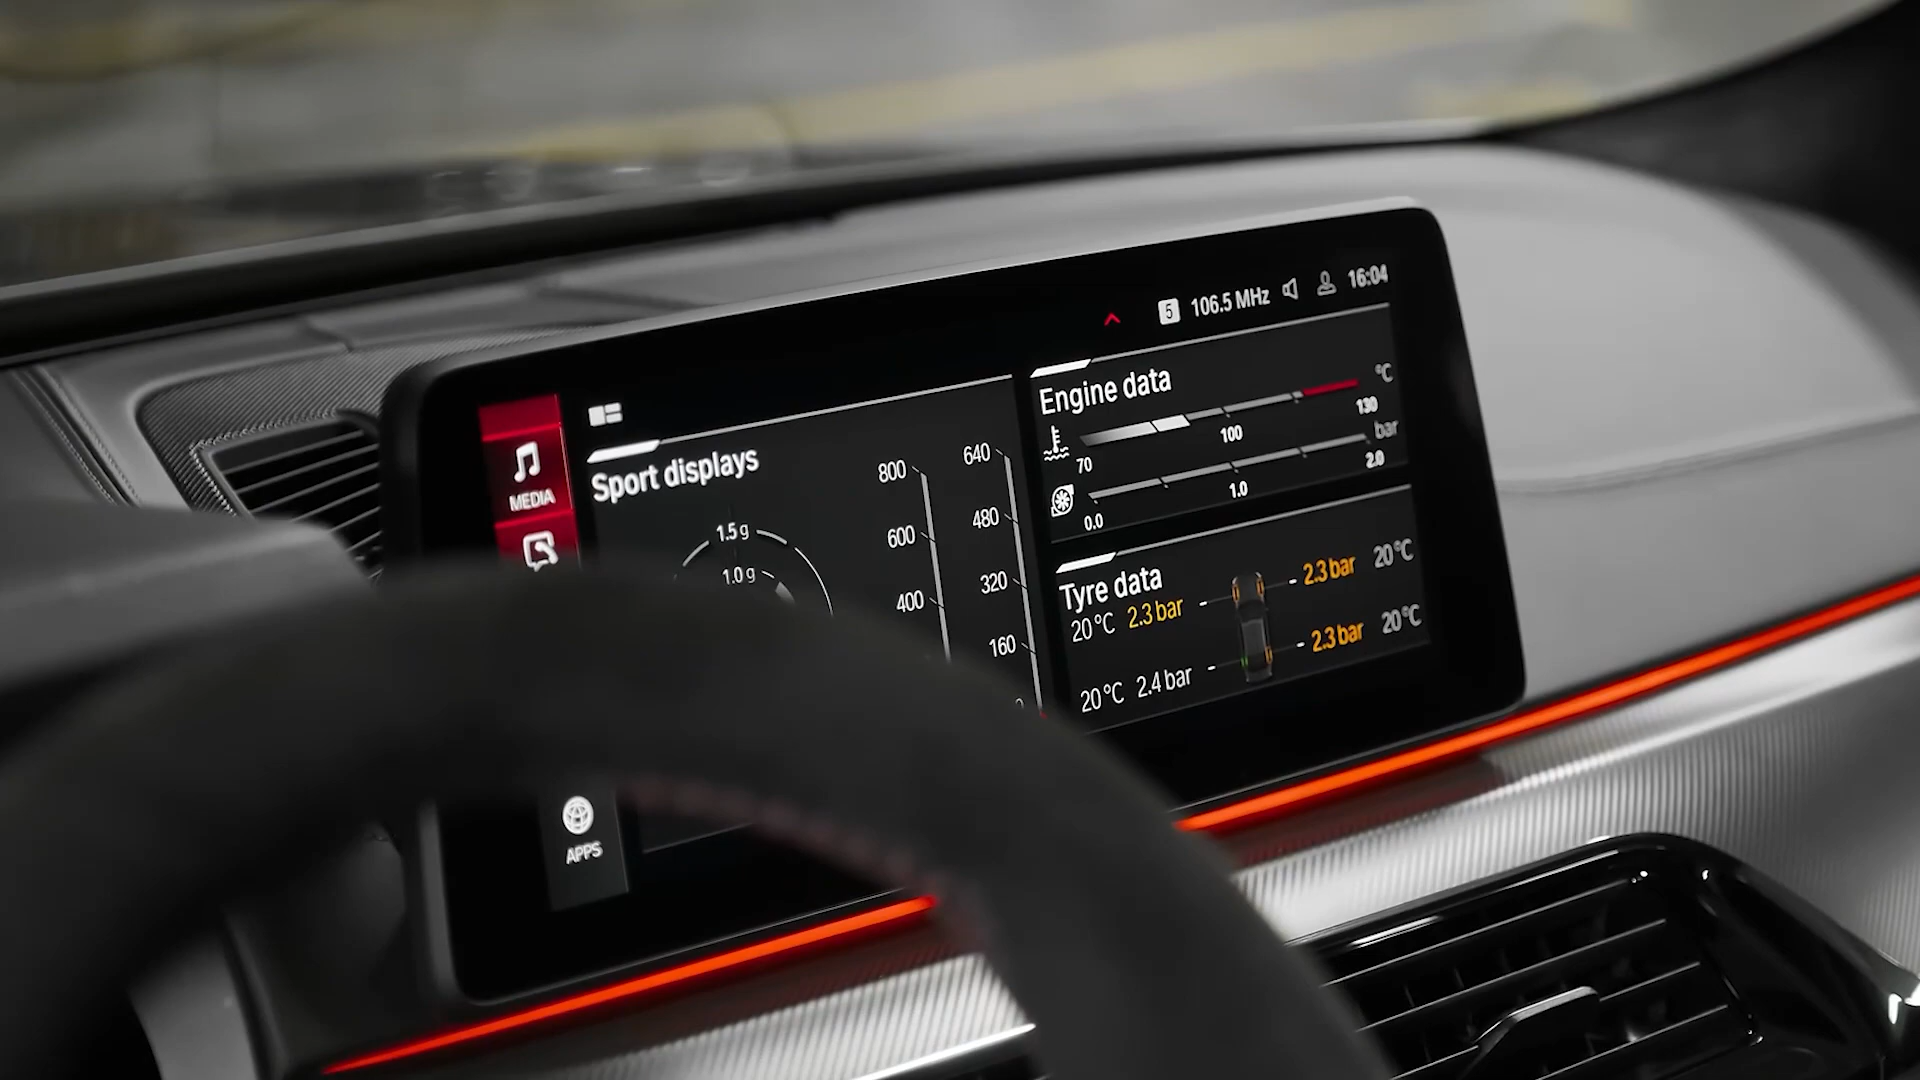 5 106.5 MHz 16:04
MEDIA
APPS
Sport displays
1.5 g
1.0 g
800
600
400
640
480
320
160
Engine data
°C
70 100 130
bar
0.0 1.0 2.0
Tyre data
20 °C 2.3 bar
2.3 bar 20 °C
20 °C 2.4 bar
2.3 bar 20 °C